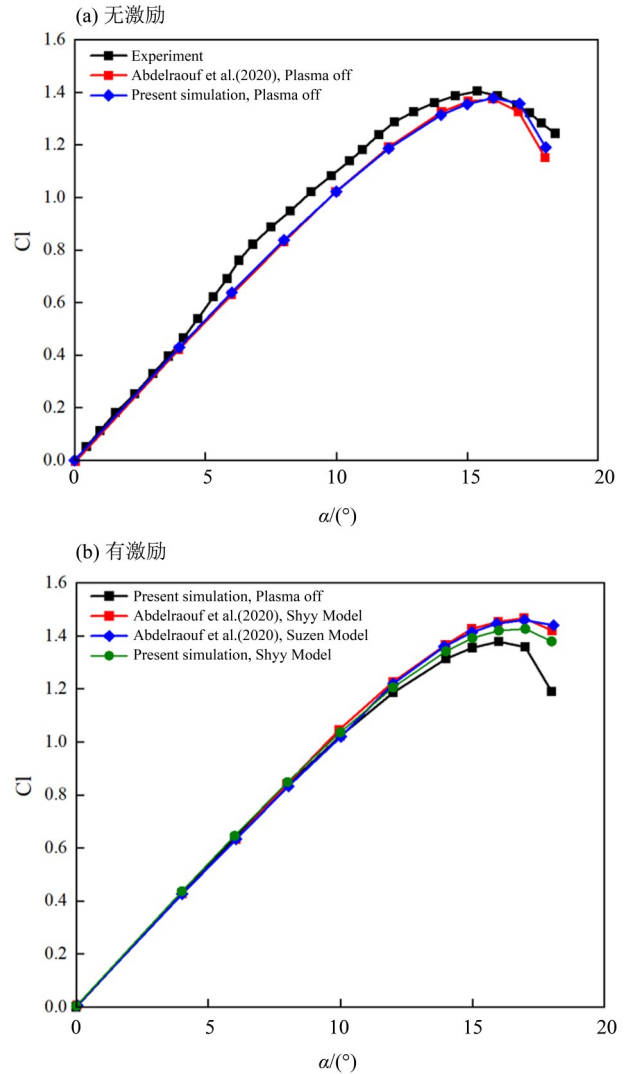 (a) 无激励
1.6
Experiment
Abdelraouf et al.(2020), Plasma off
Present simulation, Plasma off
1.4
1.2
1.0
Cl
0.8
0.6
0.4
0.2
0.0
0 5 10 15 20
α/(°)
(b) 有激励
1.6
Present simulation, Plasma off
Abdelraouf et al.(2020), Shyy Model
Abdelraouf et al.(2020), Suzen Model
Present simulation, Shyy Model
1.4
1.2
1.0
Cl
0.8
0.6
0.4
0.2
0.0
0 5 10 15 20
α/(°)